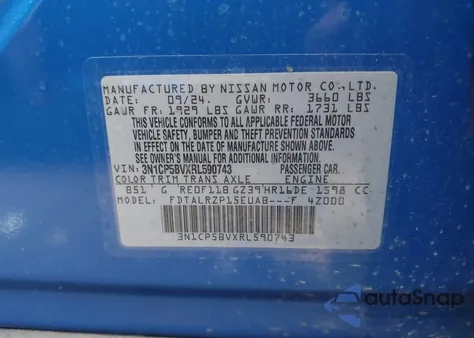 MANUFACTURED BY NISSAN MOTOR CO., LTD.
DATE: 09/24. GVWR: 3660 LBS
GAWR FR: 1929 LBS GAWR RR: 1731 LBS
THIS VEHICLE CONFORMS TO ALL APPLICABLE FEDERAL MOTOR
VEHICLE SAFETY, BUMPER AND THEFT PREVENTION STANDARDS
IN EFFECT ON THE DATE OF MANUFACTURE SHOWN ABOVE.
SEE OWNERS MANUAL FOR ADDITIONAL INFORMATION
VIN: 3N1CP5BVXRL590743 PASSENGER CAR.
COLOR TRIM TRANS AXLE ENGINE
B51 G RE0F11B GZ39 HR16DE 1598 CC
MODEL: FDTALRZP15EUA8---F 4Z000
3N1CP5BVXRL590743
autoSnap